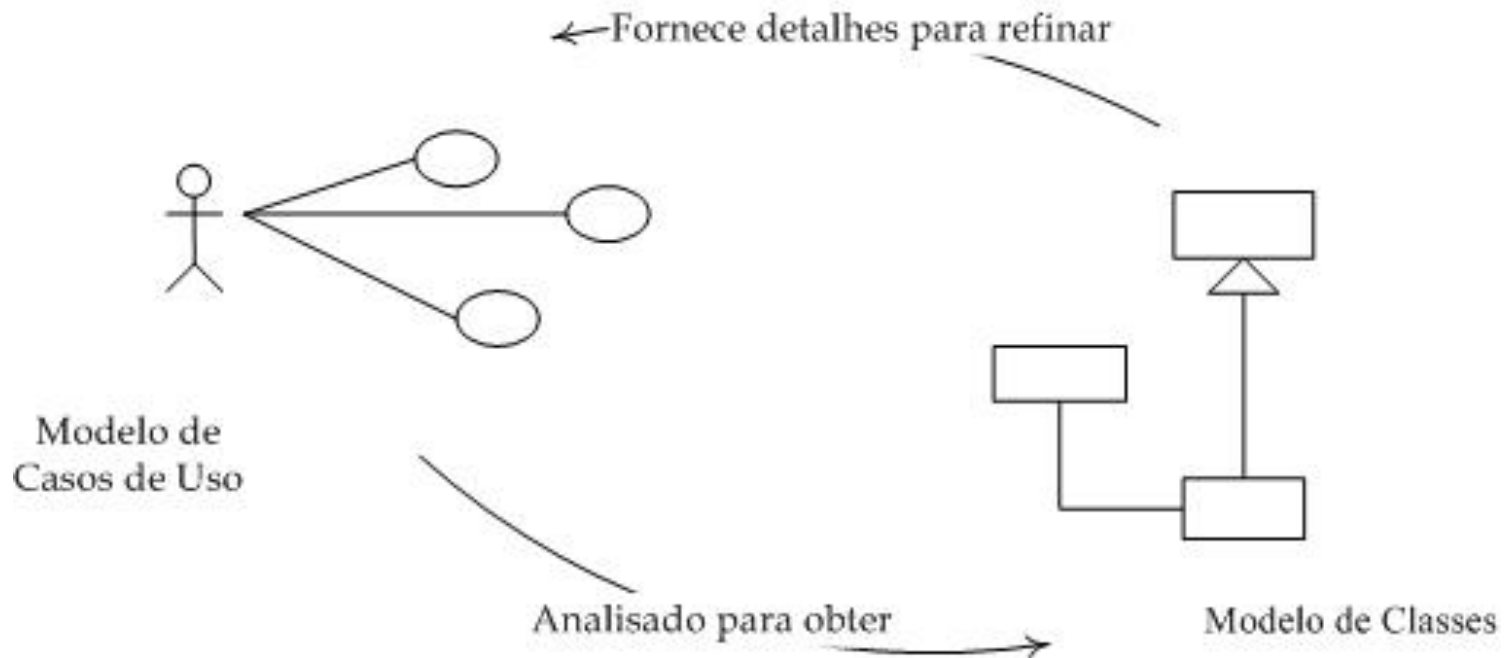 Fornece detalhes para refinar
Modelo de
Casos de Uso
Analisado para obter
Modelo de Classes